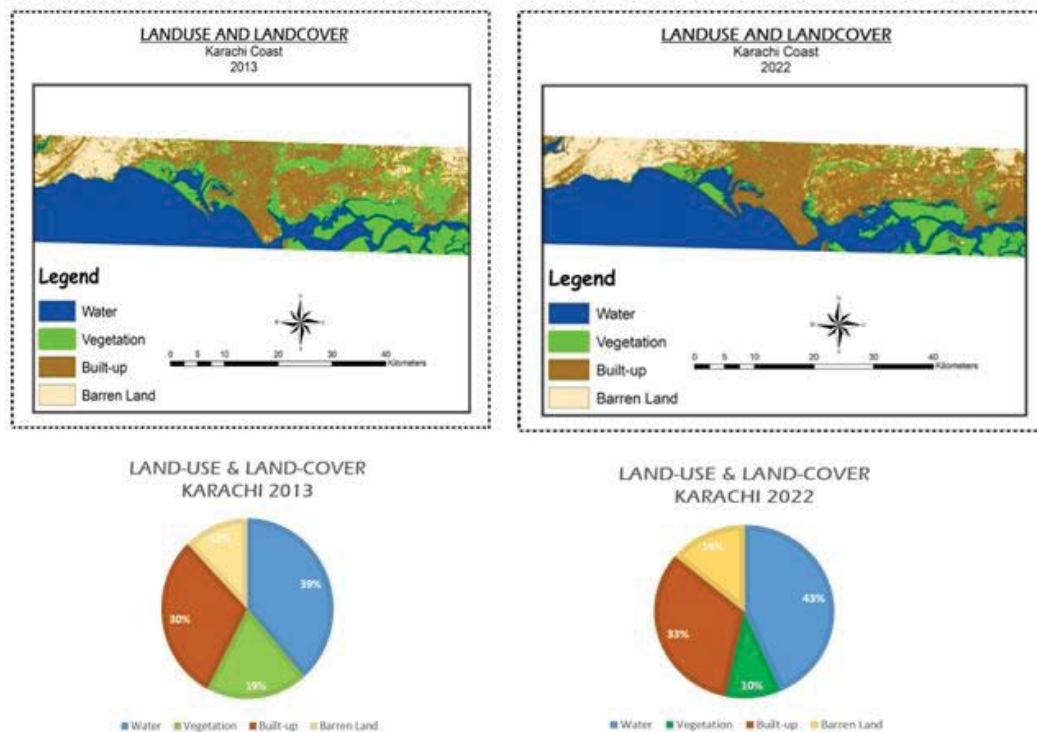 LANDUSE AND LANDCOVER
Karachi Coast
2013
Legend
Water
Vegetation
Built-up
Barren Land
N
W
E
S
0 5 10 20 30 40
Kilometers
LANDUSE AND LANDCOVER
Karachi Coast
2022
Legend
Water
Vegetation
Built-up
Barren Land
0 5 10 20 30 40
Kilometers
LAND-USE & LAND-COVER
KARACHI 2013
39%
30%
19%
Water Vegetation Built-up Barren Land
LAND-USE & LAND-COVER
KARACHI 2022
43%
33%
10%
Water Vegetation Built-up Barren Land